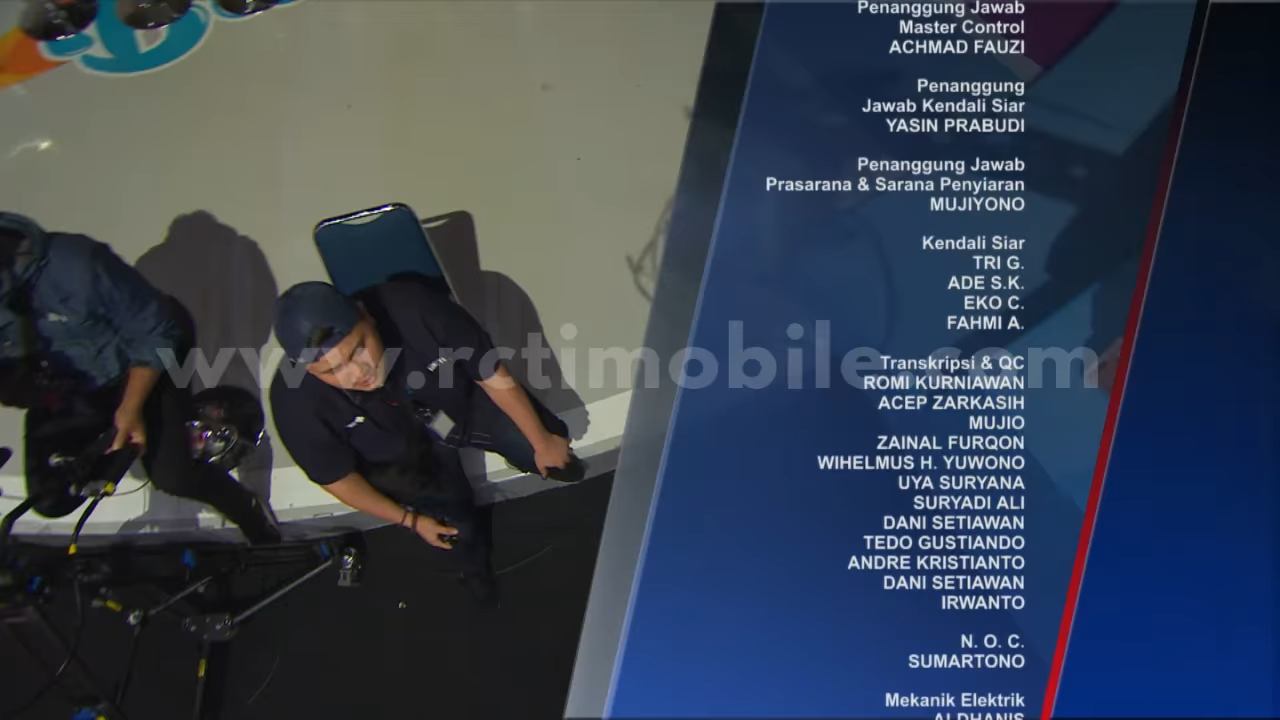 Penanggung Jawab
Master Control
ACHMAD FAUZI
Penanggung
Jawab Kendali Siar
YASIN PRABUDI
Penanggung Jawab
Prasarana & Sarana Penyiaran
MUJIYONO
Kendali Siar
TRI G.
ADE S.K.
EKO C.
FAHMI A.
www.rctimobile.com
Transkripsi & QC
ROMI KURNIAWAN
ACEP ZARKASIH
MUJIO
ZAINAL FURQON
WIHELMUS H. YUWONO
UYA SURYANA
SURYADI ALI
DANI SETIAWAN
TEDO GUSTIANDO
ANDRE KRISTIANTO
DANI SETIAWAN
IRWANTO
N. O. C.
SUMARTONO
Mekanik Elektrik
ALDHANIS